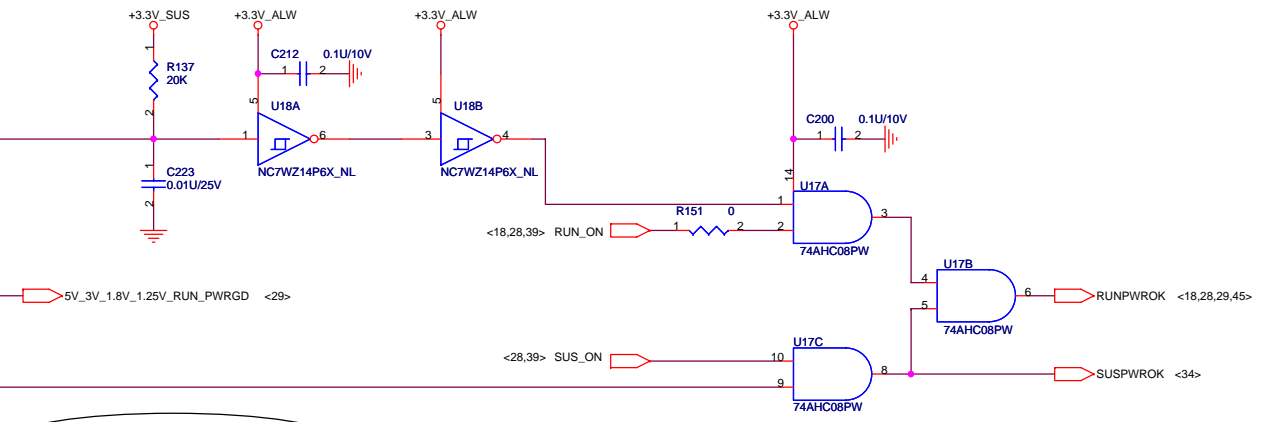 +3.3V_SUS
+3.3V_ALW
+3.3V_ALW
+3.3V_ALW
1
R137
20K
2
C212 0.1U/10V
1 2
5
U18A
1 6
NC7WZ14P6X_NL
5
U18B
3 4
NC7WZ14P6X_NL
C200 0.1U/10V
1 2
1
C223
0.01U/25V
2
14
U17A
1
R151 0
<18,28,39> RUN_ON 1 2 2
3
74AHC08PW
U17B
4
5
6
RUNPWROK <18,28,29,45>
74AHC08PW
5V_3V_1.8V_1.25V_RUN_PWRGD <29>
U17C
<28,39> SUS_ON 10
9
8
SUSPWROK <34>
74AHC08PW